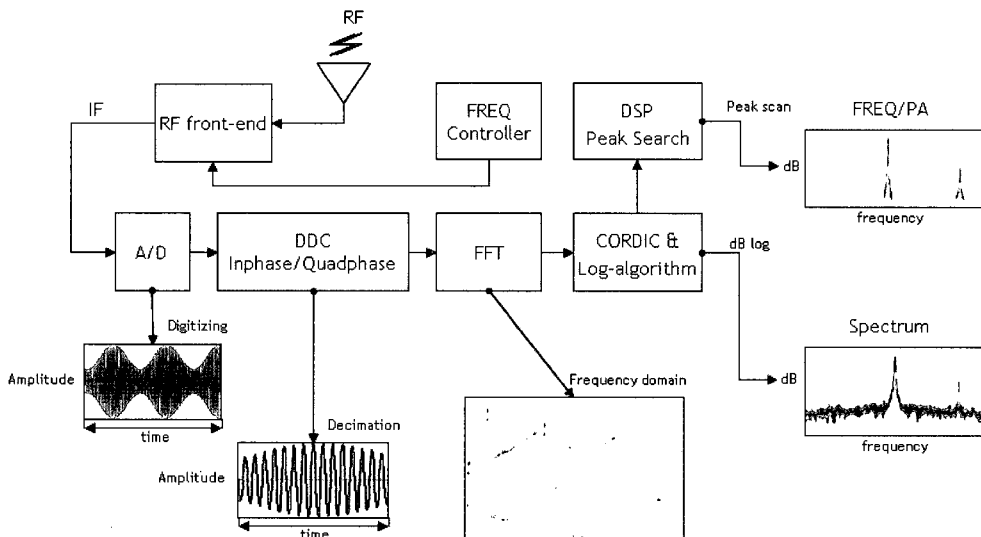 RF
IF
RF front-end
FREQ
Controller
DSP
Peak Search
Peak scan
FREQ/PA
dB
frequency
A/D
DDC
Inphase/Quadphase
FFT
CORDIC &
Log-algorithm
dB log
Digitizing
Amplitude
time
Decimation
Amplitude
time
Frequency domain
Spectrum
dB
frequency